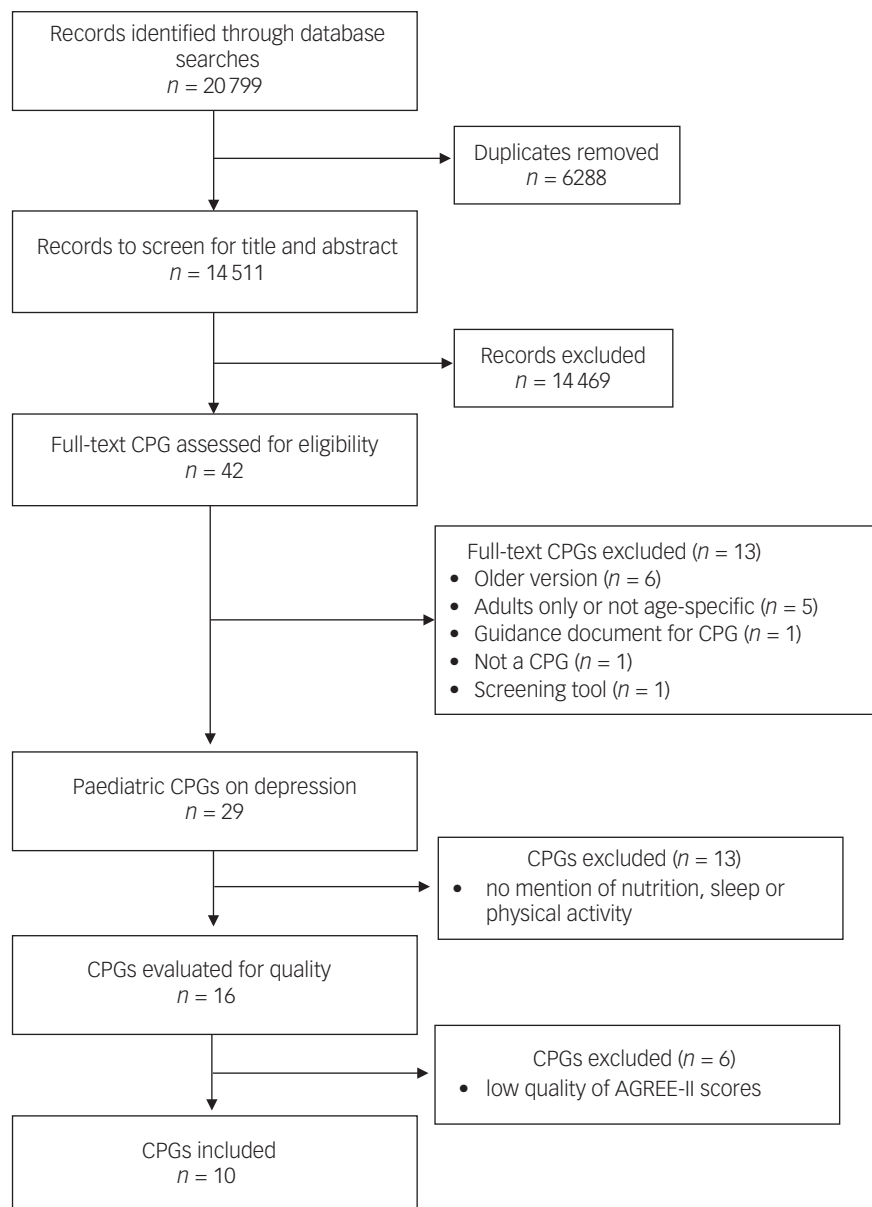 Records identified through database
searches
n = 20 799
Duplicates removed
n = 6288
Records to screen for title and abstract
n = 14 511
Records excluded
n = 14 469
Full-text CPG assessed for eligibility
n = 42
Full-text CPGs excluded (n = 13)
• Older version (n = 6)
• Adults only or not age-specific (n = 5)
• Guidance document for CPG (n = 1)
• Not a CPG (n = 1)
• Screening tool (n = 1)
Paediatric CPGs on depression
n = 29
CPGs excluded (n = 13)
• no mention of nutrition, sleep or
physical activity
CPGs evaluated for quality
n = 16
CPGs excluded (n = 6)
• low quality of AGREE-II scores
CPGs included
n = 10